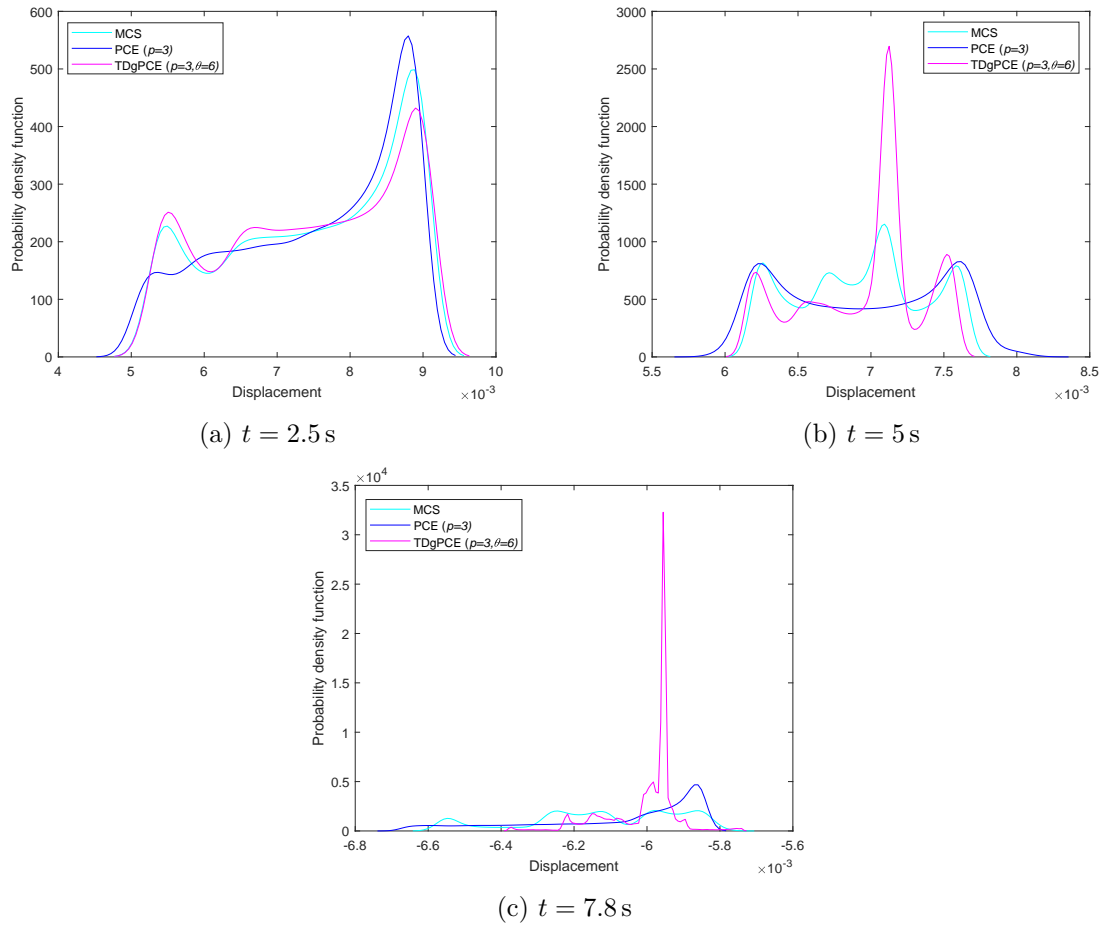 600
500
400
300
200
100
0
Probability density function
MCS
PCE (p=3)
TDgPCE (p=3,θ=6)
4 5 6 7 8 9 10
Displacement
×10⁻³
(a) t = 2.5 s
3000
2500
2000
1500
1000
500
0
Probability density function
MCS
PCE (p=3)
TDgPCE (p=3,θ=6)
5.5 6 6.5 7 7.5 8 8.5
Displacement
×10⁻³
(b) t = 5 s
×10⁴
3.5
3
2.5
2
1.5
1
0.5
0
Probability density function
MCS
PCE (p=3)
TDgPCE (p=3,θ=6)
-6.8 -6.6 -6.4 -6.2 -6 -5.8 -5.6
Displacement
×10⁻³
(c) t = 7.8 s